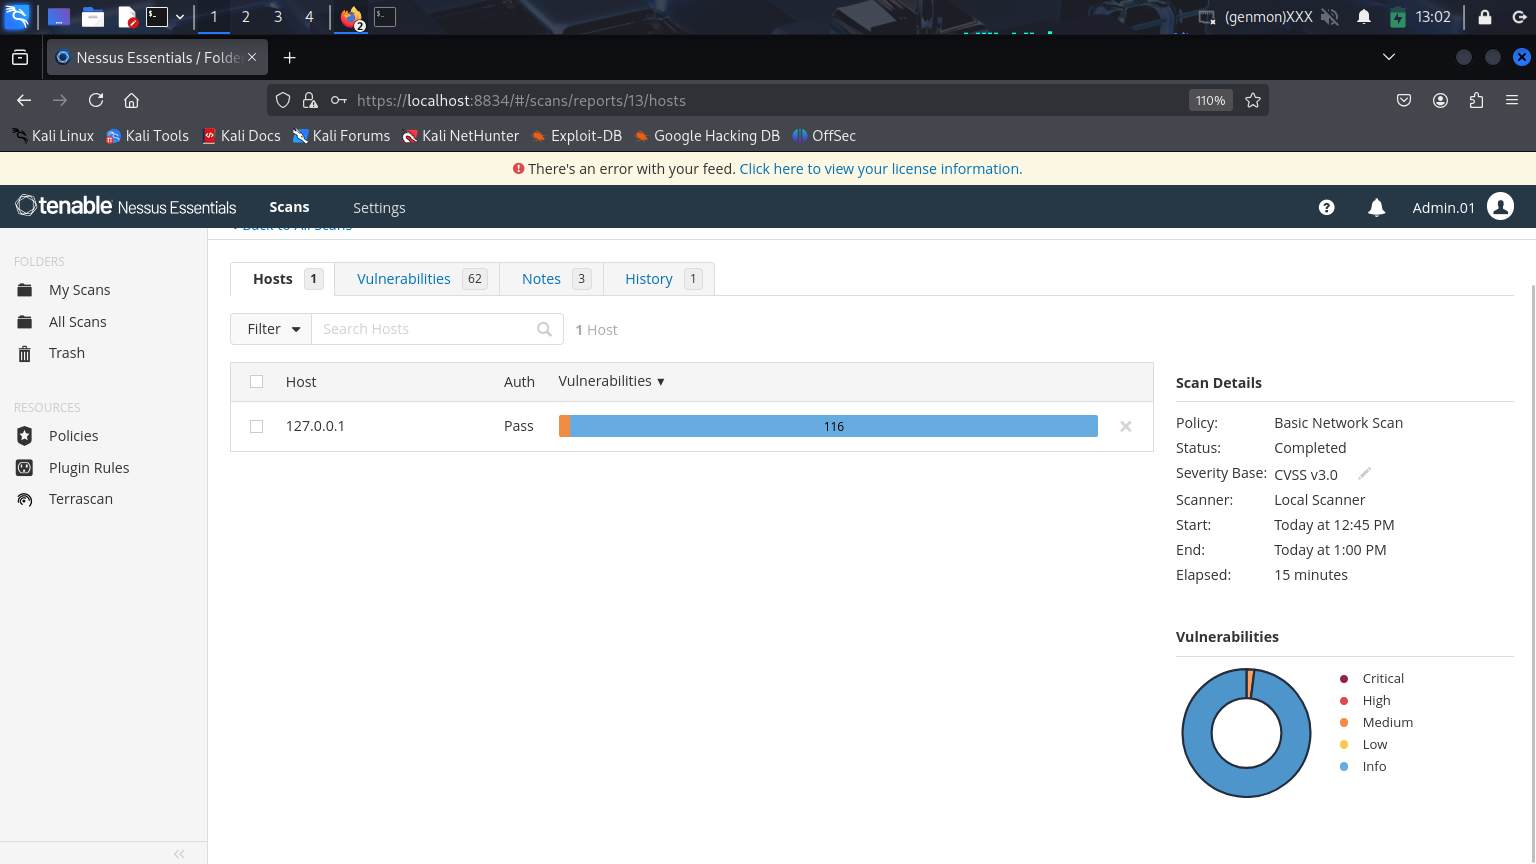 1 2 3 4 2 (genmon)XXX 13:02
Nessus Essentials / Folde
https://localhost:8834/#/scans/reports/13/hosts 110%
Kali Linux Kali Tools Kali Docs Kali Forums Kali NetHunter Exploit-DB Google Hacking DB OffSec
There's an error with your feed. Click here to view your license information.
tenable Nessus Essentials Scans Settings Admin.01
Back to All Scans
FOLDERS
My Scans
All Scans
Trash
RESOURCES
Policies
Plugin Rules
Terrascan
Hosts 1 Vulnerabilities 62 Notes 3 History 1
Filter Search Hosts 1 Host
Host Auth Vulnerabilities
127.0.0.1 Pass 116
Scan Details
Policy: Basic Network Scan
Status: Completed
Severity Base: CVSS v3.0
Scanner: Local Scanner
Start: Today at 12:45 PM
End: Today at 1:00 PM
Elapsed: 15 minutes
Vulnerabilities
Critical
High
Medium
Low
Info